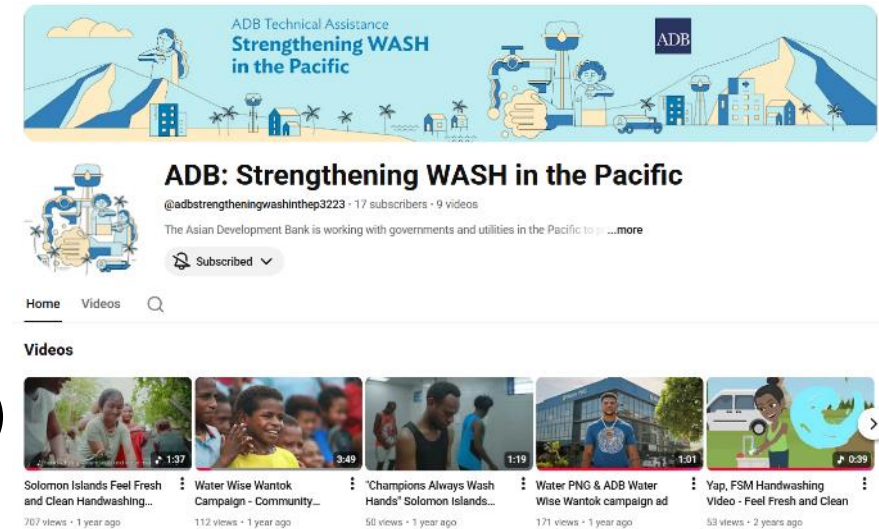 ADB Technical Assistance
Strengthening WASH
in the Pacific
ADB
ADB: Strengthening WASH in the Pacific
@adbstrengtheningwashinthep3223 · 17 subscribers · 9 videos
The Asian Development Bank is working with governments and utilities in the Pacific to ...more
Subscribed
Home Videos
Videos
1:37
3:49
1:19
1:01
0:39
Solomon Islands Feel Fresh
and Clean Handwashing...
707 views · 1 year ago
Water Wise Wantok
Campaign - Community...
112 views · 1 year ago
"Champions Always Wash
Hands" Solomon Islands...
50 views · 1 year ago
Water PNG & ADB Water
Wise Wantok campaign ad
171 views · 1 year ago
Yap, FSM Handwashing
Video - Feel Fresh and Clean
53 views · 2 years ago